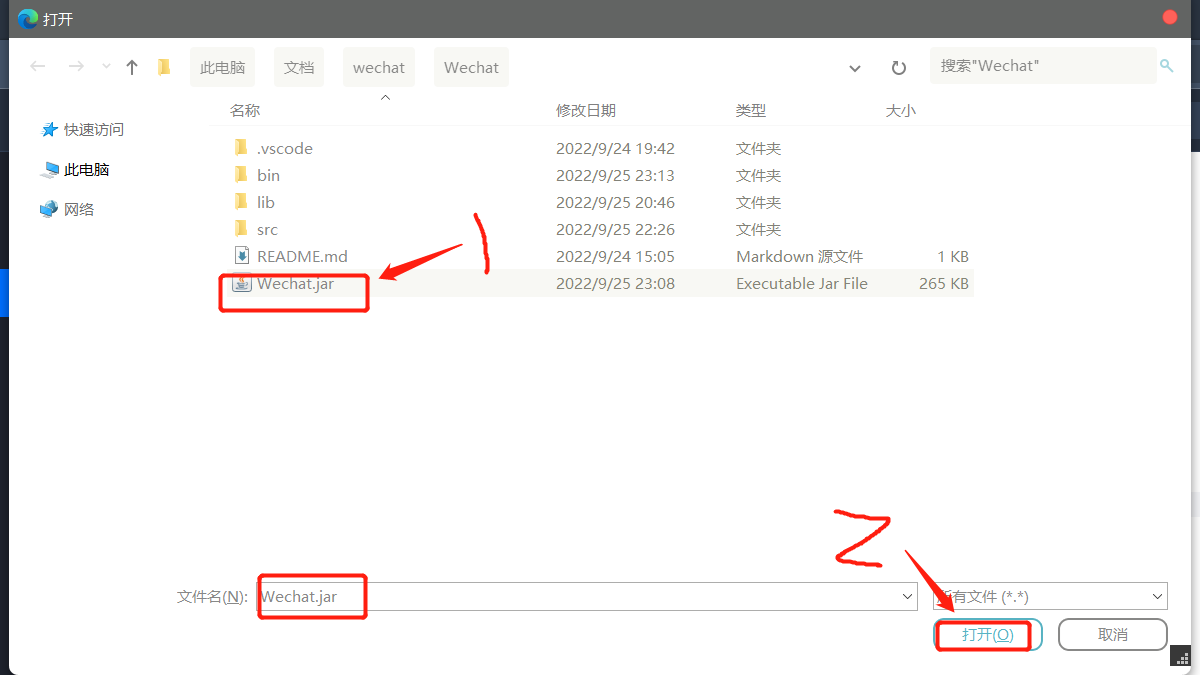 打开
此电脑 文档 wechat Wechat 搜索"Wechat"
名称 修改日期 类型 大小
快速访问
此电脑
网络
.vscode 2022/9/24 19:42 文件夹
bin 2022/9/25 23:13 文件夹
lib 2022/9/25 20:46 文件夹
src 2022/9/25 22:26 文件夹
README.md 2022/9/24 15:05 Markdown 源文件 1 KB
Wechat.jar 2022/9/25 23:08 Executable Jar File 265 KB
1
2
文件名(N): Wechat.jar 所有文件 (*.*)
打开(O) 取消